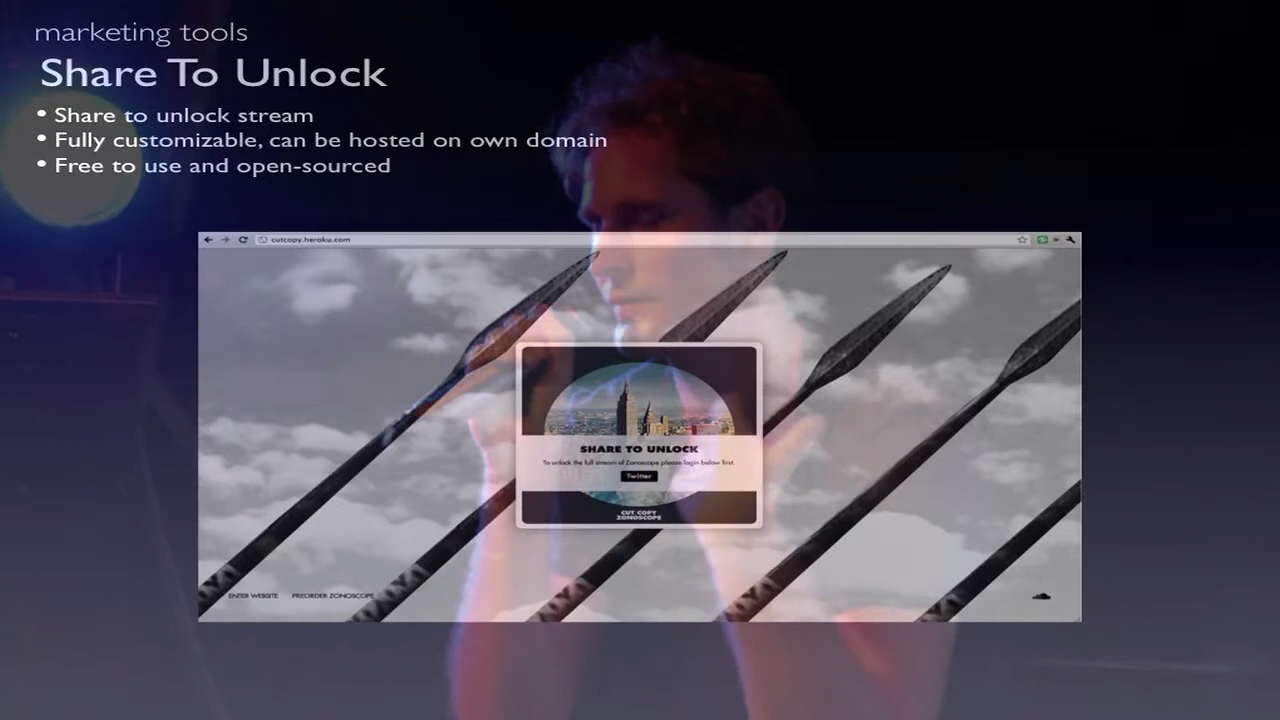 marketing tools
Share To Unlock
• Share to unlock stream
• Fully customizable, can be hosted on own domain
• Free to use and open-sourced
cutcopy.heroku.com
SHARE TO UNLOCK
To unlock the full stream of Zonoscope please login below first.
Twitter
CUT COPY
ZONOSCOPE
ENTER WEBSITE PREORDER ZONOSCOPE